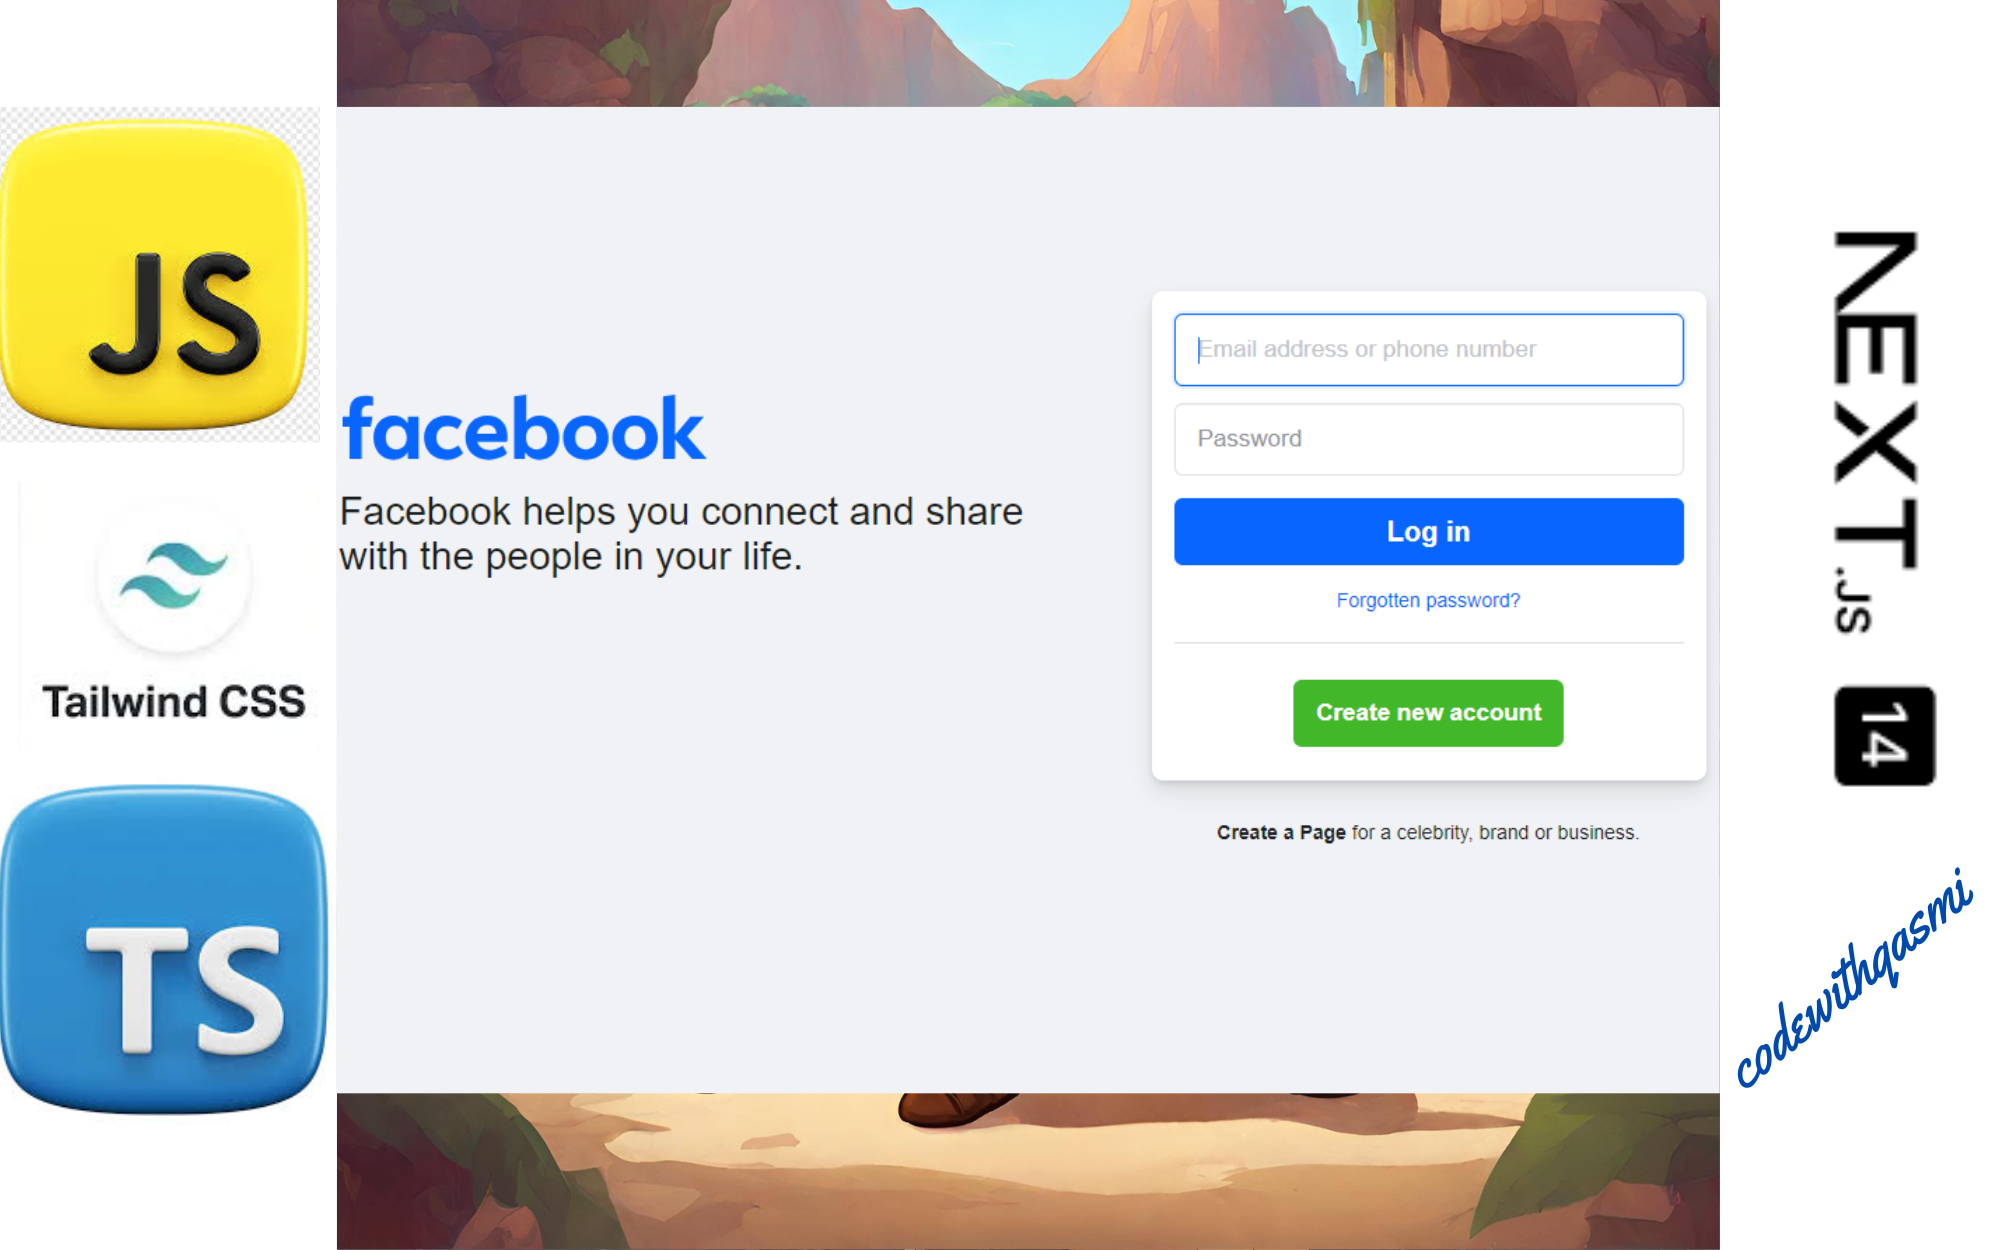 JS
Tailwind CSS
TS
facebook
Facebook helps you connect and share
with the people in your life.
Email address or phone number
Password
Log in
Forgotten password?
Create new account
Create a Page for a celebrity, brand or business.
NEXT.JS 14
codewithqasmi